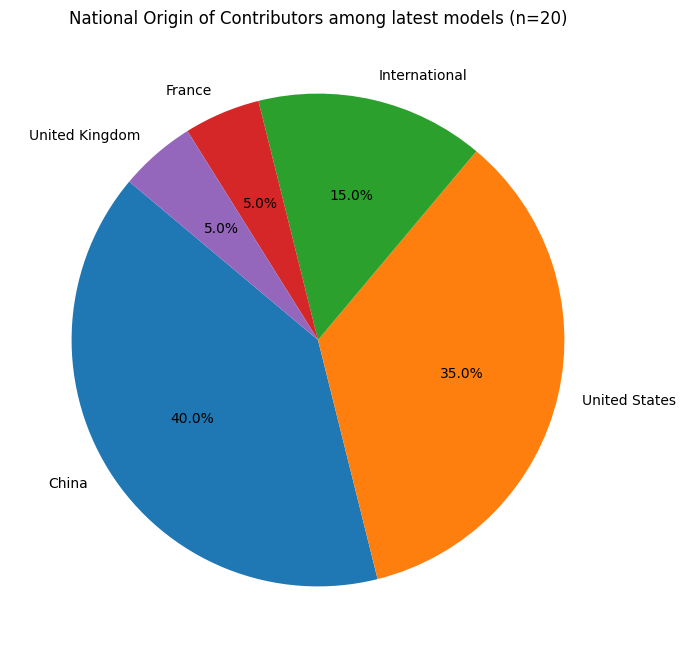 National Origin of Contributors among latest models (n=20)
International
France
United Kingdom
15.0%
5.0%
5.0%
35.0%
United States
40.0%
China